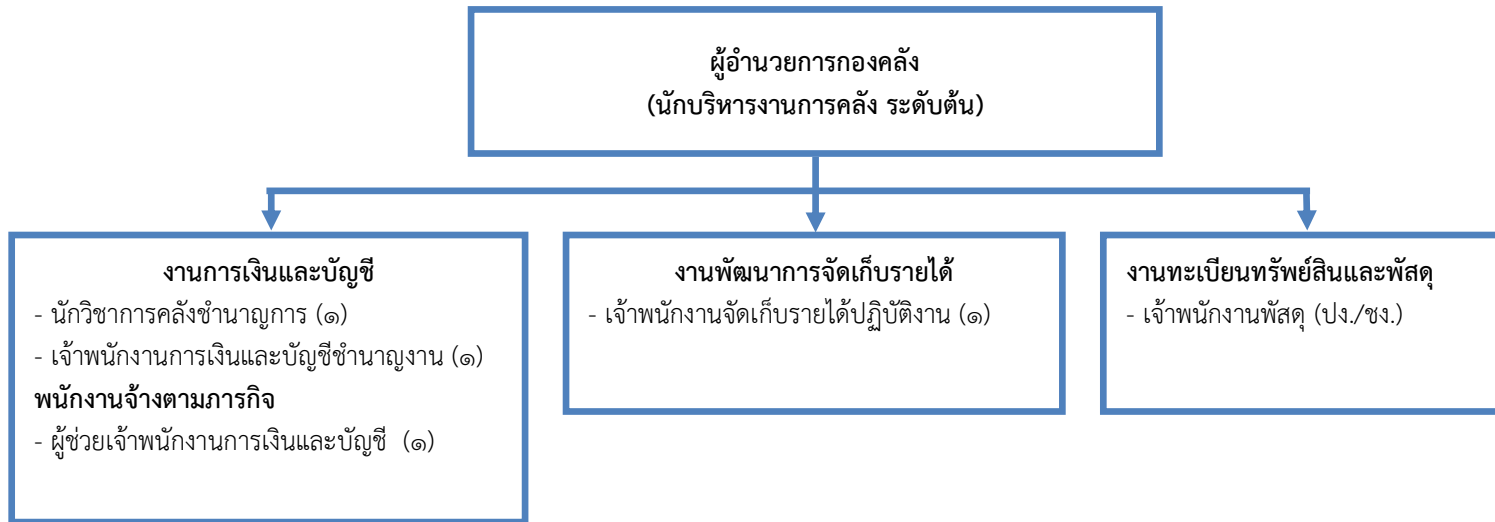 ผู้อำนวยการกองคลัง
(นักบริหารงานการคลัง ระดับต้น)
งานการเงินและบัญชี
- นักวิชาการคลังชำนาญการ (๑)
- เจ้าพนักงานการเงินและบัญชีชำนาญงาน (๑)
พนักงานจ้างตามภารกิจ
- ผู้ช่วยเจ้าพนักงานการเงินและบัญชี (๑)
งานพัฒนาการจัดเก็บรายได้
- เจ้าพนักงานจัดเก็บรายได้ปฏิบัติงาน (๑)
งานทะเบียนทรัพย์สินและพัสดุ
- เจ้าพนักงานพัสดุ (ปง./ชง.)